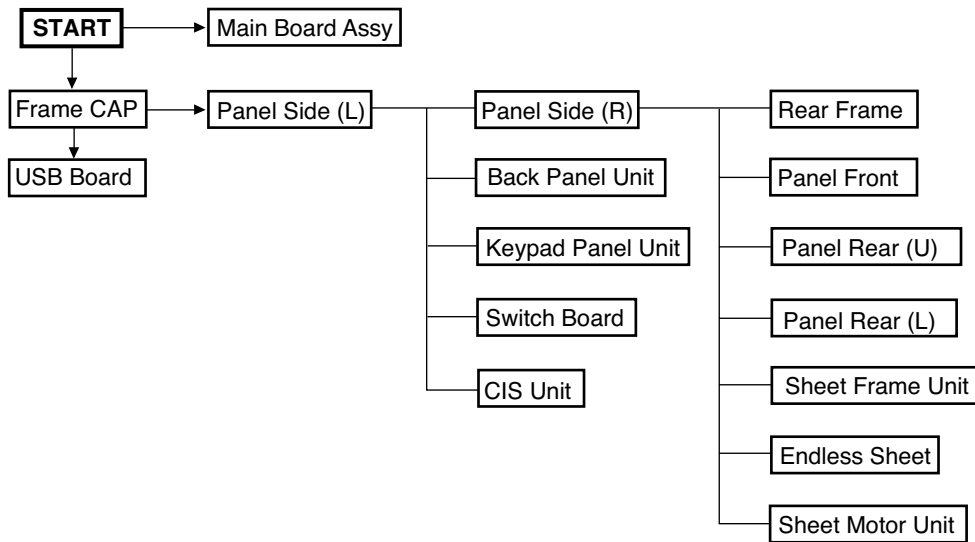 START
Main Board Assy
Frame CAP
Panel Side (L)
Panel Side (R)
Rear Frame
USB Board
Back Panel Unit
Panel Front
Keypad Panel Unit
Panel Rear (U)
Switch Board
Panel Rear (L)
CIS Unit
Sheet Frame Unit
Endless Sheet
Sheet Motor Unit